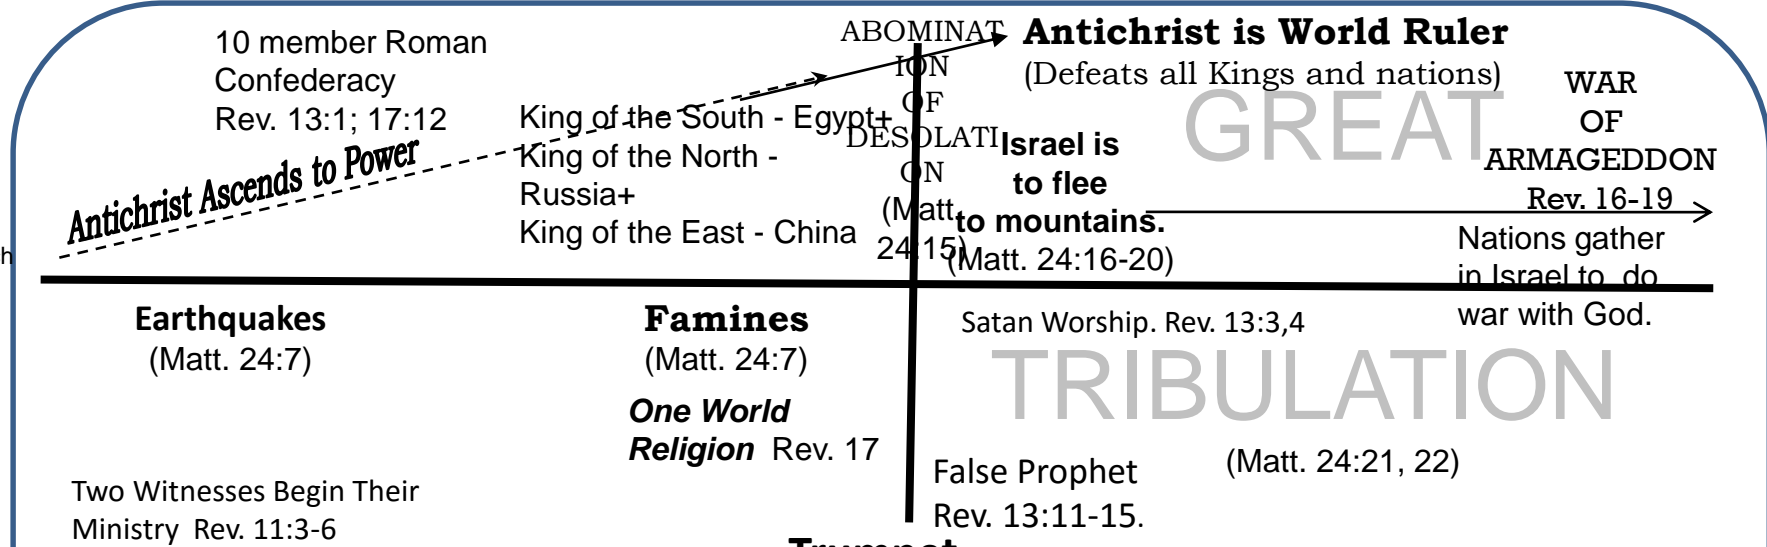 10 member Roman
Confederacy
Rev. 13:1; 17:12
Antichrist Ascends to Power
King of the South - Egypt+
King of the North -
Russia+
King of the East - China
ABOMINAT
ION
OF
DESOLATI
ON
(Matt.
24:15)
Antichrist is World Ruler
(Defeats all Kings and nations)
Israel is
to flee
to mountains.
(Matt. 24:16-20)
GREAT
WAR
OF
ARMAGEDDON
Rev. 16-19
Nations gather
in Israel to do
war with God.
h
Earthquakes
(Matt. 24:7)
Famines
(Matt. 24:7)
One World
Religion Rev. 17
Two Witnesses Begin Their
Ministry Rev. 11:3-6
Satan Worship. Rev. 13:3,4
TRIBULATION
(Matt. 24:21, 22)
False Prophet
Rev. 13:11-15.
Trumpet